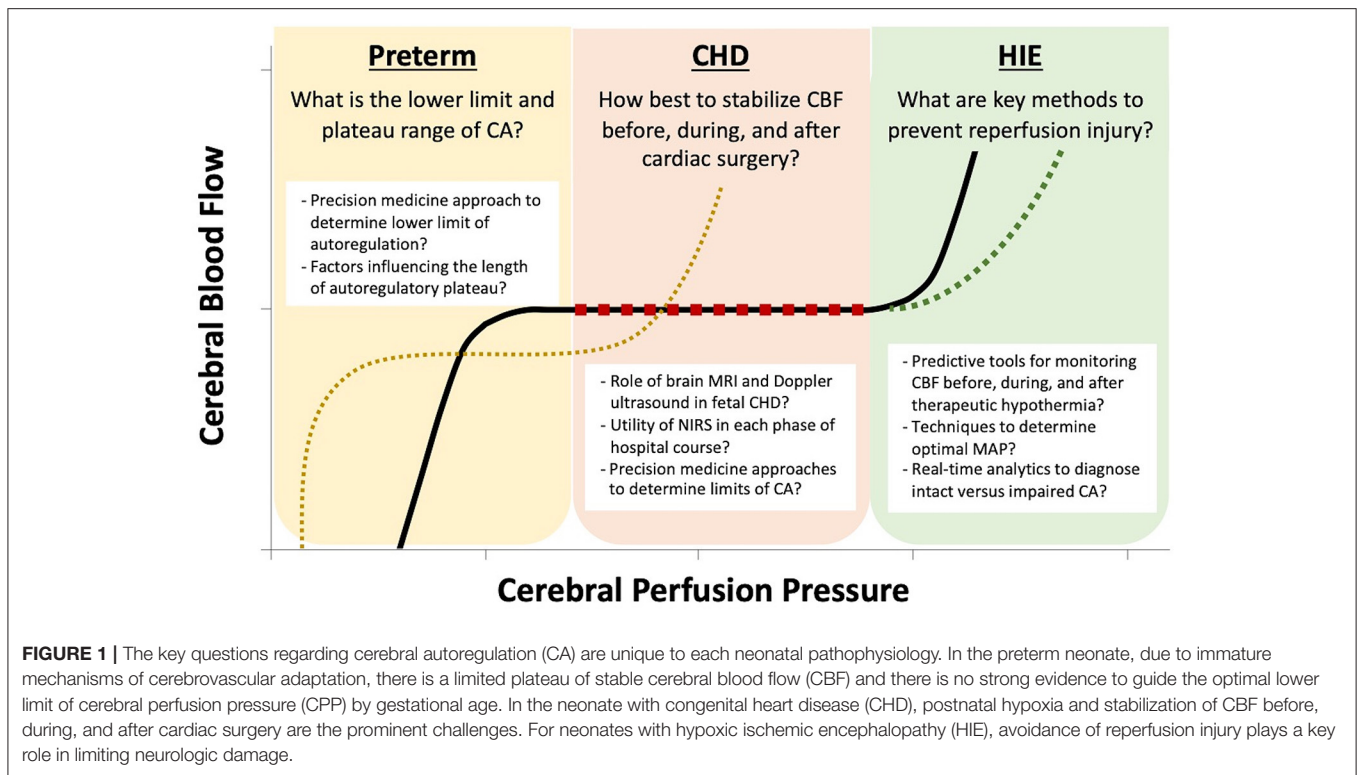 Preterm
What is the lower limit and
plateau range of CA?
- Precision medicine approach to
determine lower limit of
autoregulation?
- Factors influencing the length
of autoregulatory plateau?
CHD
How best to stabilize CBF
before, during, and after
cardiac surgery?
- Role of brain MRI and Doppler
ultrasound in fetal CHD?
- Utility of NIRS in each phase of
hospital course?
- Precision medicine approaches
to determine limits of CA?
HIE
What are key methods to
prevent reperfusion injury?
- Predictive tools for monitoring
CBF before, during, and after
therapeutic hypothermia?
- Techniques to determine
optimal MAP?
- Real-time analytics to diagnose
intact versus impaired CA?
Cerebral Blood Flow
Cerebral Perfusion Pressure
FIGURE 1 | The key questions regarding cerebral autoregulation (CA) are unique to each neonatal pathophysiology. In the preterm neonate, due to immature
mechanisms of cerebrovascular adaptation, there is a limited plateau of stable cerebral blood flow (CBF) and there is no strong evidence to guide the optimal lower
limit of cerebral perfusion pressure (CPP) by gestational age. In the neonate with congenital heart disease (CHD), postnatal hypoxia and stabilization of CBF before,
during, and after cardiac surgery are the prominent challenges. For neonates with hypoxic ischemic encephalopathy (HIE), avoidance of reperfusion injury plays a key
role in limiting neurologic damage.